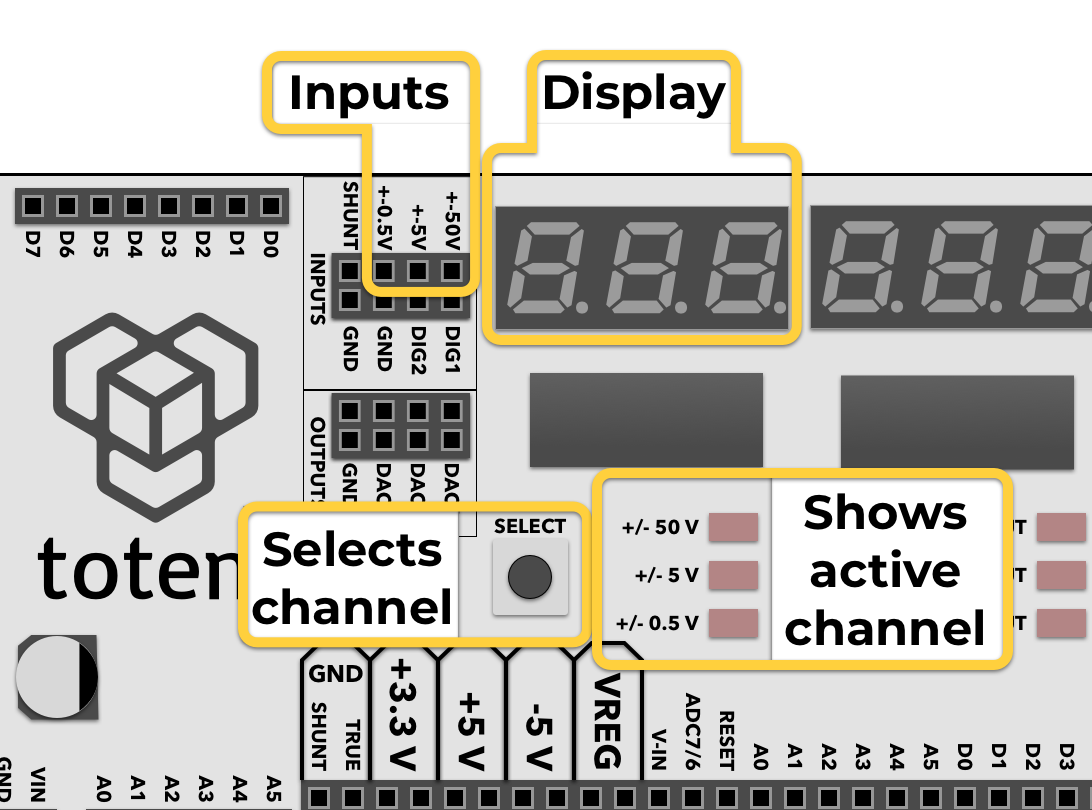 Inputs
Display
SHUNT
+-0.5V
+-5V
+-50V
D7
D6
D5
D4
D3
D2
D1
D0
INPUTS
GND
GND
DIG2
DIG1
OUTPUTS
GND
DAC
DAC
DAC
Selects
channel
SELECT
+/- 50 V
+/- 5 V
+/- 0.5 V
Shows
active
channel
GND
SHUNT
TRUE
+3.3 V
+5 V
-5 V
VREG
V-IN
ADC7/6
RESET
A0
A1
A2
A3
A4
A5
D0
D1
D2
D3
GND
VIN
A0
A1
A2
A3
A4
A5